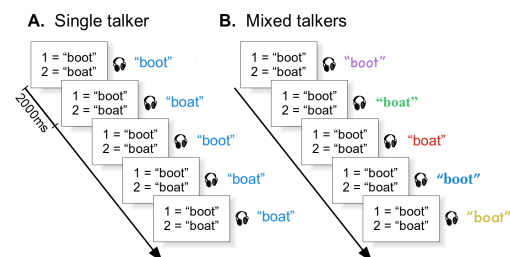 A. Single talker
1 = “boot”
2 = “boat”
“boot”
1 = “boot”
2 = “boat”
“boat”
1 = “boot”
2 = “boat”
“boot”
1 = “boot”
2 = “boat”
“boat”
1 = “boot”
2 = “boat”
“boat”
2000ms
B. Mixed talkers
1 = “boot”
2 = “boat”
“boot”
1 = “boot”
2 = “boat”
“boat”
1 = “boot”
2 = “boat”
“boat”
1 = “boot”
2 = “boat”
“boot”
1 = “boot”
2 = “boat”
“boat”